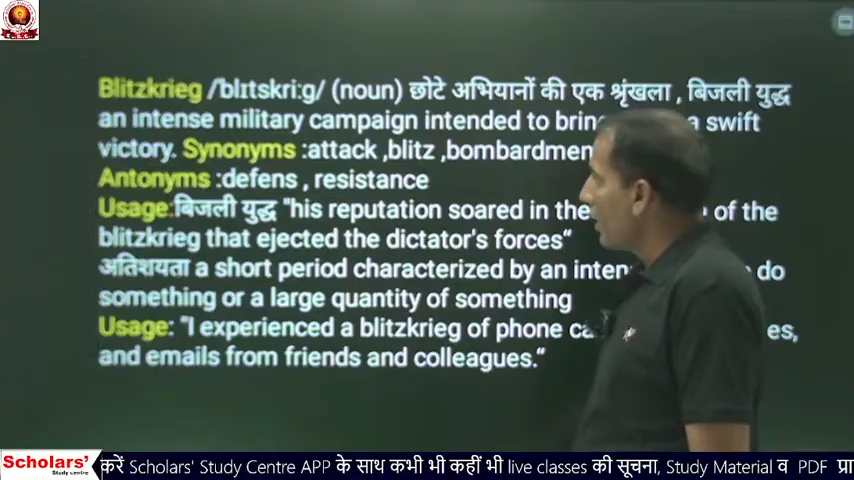 Blitzkrieg /ˈblɪtskriːg/ (noun) छोटे अभियानों की एक श्रृंखला , बिजली युद्ध
an intense military campaign intended to bring a swift
victory. Synonyms :attack ,blitz ,bombardmen
Antonyms :defens , resistance
Usage:बिजली युद्ध "his reputation soared in the of the
blitzkrieg that ejected the dictator's forces“
अतिशयता a short period characterized by an inten do
something or a large quantity of something
Usage: "I experienced a blitzkrieg of phone ca es,
and emails from friends and colleagues.“
Scholars' Study centre
करें Scholars' Study Centre APP के साथ कभी भी कहीं भी live classes की सूचना, Study Material व PDF प्रा